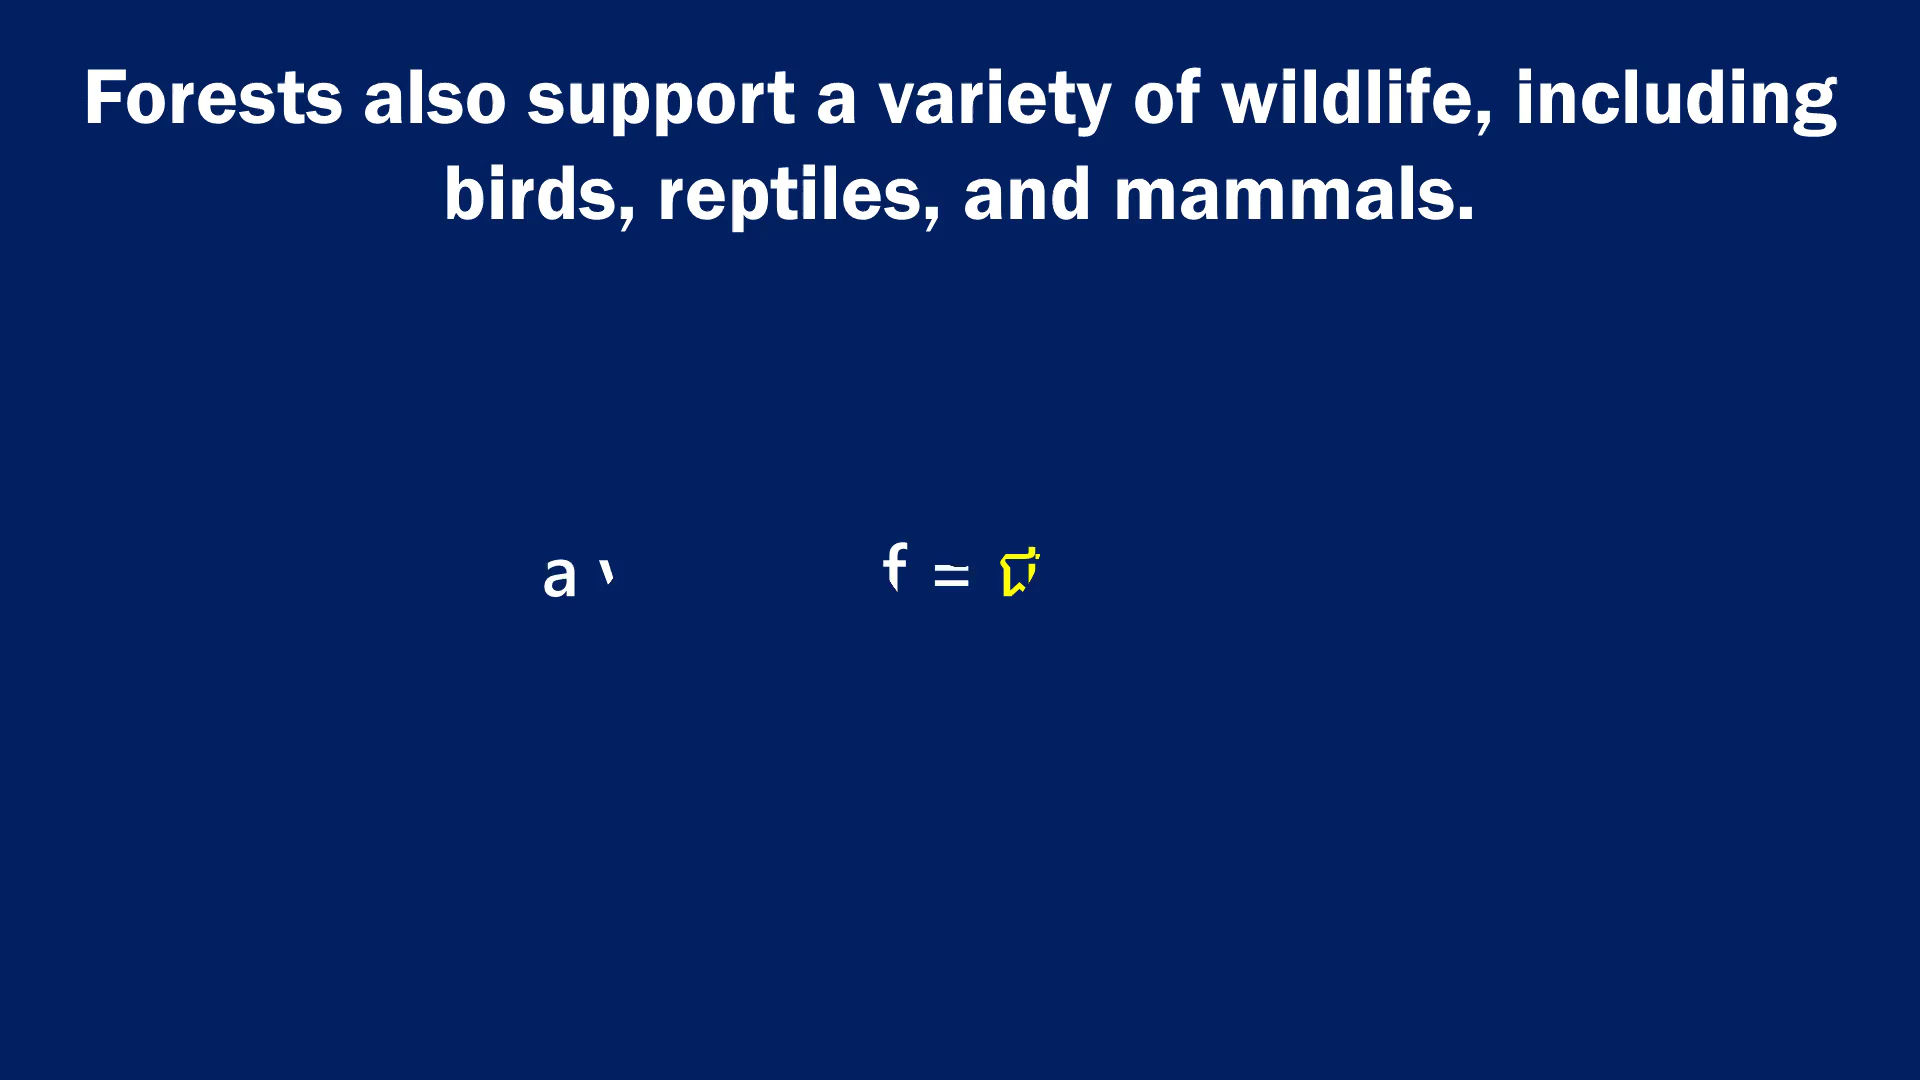 Forests also support a variety of wildlife, including
birds, reptiles, and mammals.
a